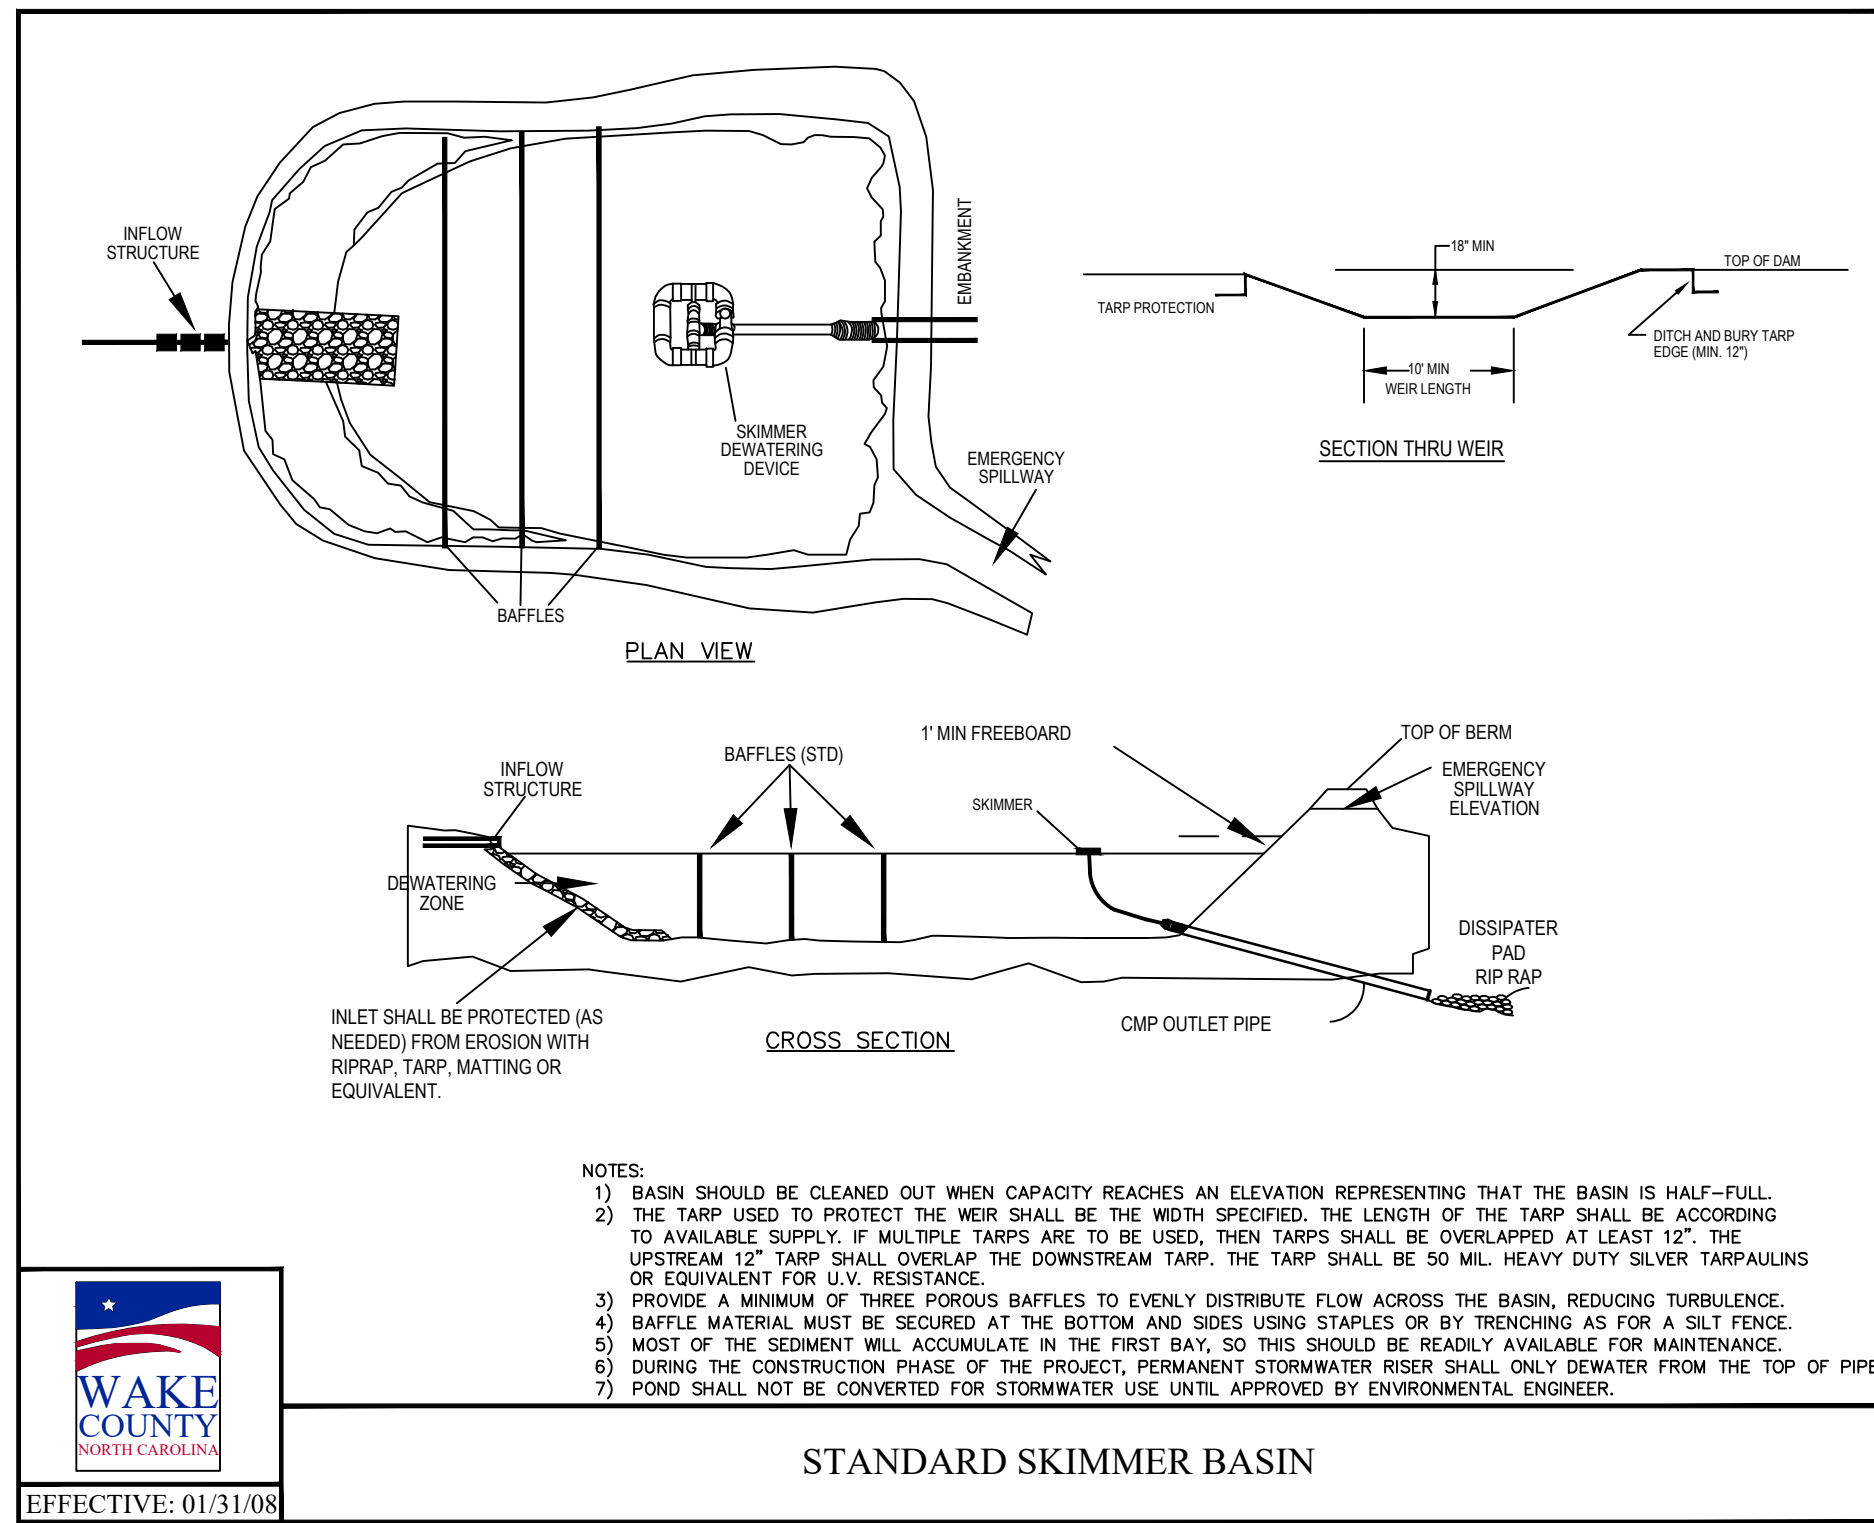 INFLOW
STRUCTURE
EMBANKMENT
SKIMMER
DEWATERING
DEVICE
EMERGENCY
SPILLWAY
BAFFLES
PLAN VIEW
18" MIN
TOP OF DAM
TARP PROTECTION
DITCH AND BURY TARP
EDGE (MIN. 12")
10' MIN
WEIR LENGTH
SECTION THRU WEIR
INFLOW
STRUCTURE
BAFFLES (STD)
1' MIN FREEBOARD
TOP OF BERM
EMERGENCY
SPILLWAY
ELEVATION
SKIMMER
DEWATERING
ZONE
DISSIPATER
PAD
RIP RAP
INLET SHALL BE PROTECTED (AS
NEEDED) FROM EROSION WITH
RIPRAP, TARP, MATTING OR
EQUIVALENT.
CMP OUTLET PIPE
CROSS SECTION
NOTES:
1) BASIN SHOULD BE CLEANED OUT WHEN CAPACITY REACHES AN ELEVATION REPRESENTING THAT THE BASIN IS HALF-FULL.
2) THE TARP USED TO PROTECT THE WEIR SHALL BE THE WIDTH SPECIFIED. THE LENGTH OF THE TARP SHALL BE ACCORDING
TO AVAILABLE SUPPLY. IF MULTIPLE TARPS ARE TO BE USED, THEN TARPS SHALL BE OVERLAPPED AT LEAST 12". THE
UPSTREAM 12" TARP SHALL OVERLAP THE DOWNSTREAM TARP. THE TARP SHALL BE 50 MIL. HEAVY DUTY SILVER TARPAULINS
OR EQUIVALENT FOR U.V. RESISTANCE.
3) PROVIDE A MINIMUM OF THREE POROUS BAFFLES TO EVENLY DISTRIBUTE FLOW ACROSS THE BASIN, REDUCING TURBULENCE.
4) BAFFLE MATERIAL MUST BE SECURED AT THE BOTTOM AND SIDES USING STAPLES OR BY TRENCHING AS FOR A SILT FENCE.
5) MOST OF THE SEDIMENT WILL ACCUMULATE IN THE FIRST BAY, SO THIS SHOULD BE READILY AVAILABLE FOR MAINTENANCE.
6) DURING THE CONSTRUCTION PHASE OF THE PROJECT, PERMANENT STORMWATER RISER SHALL ONLY DEWATER FROM THE TOP OF PIPE
7) POND SHALL NOT BE CONVERTED FOR STORMWATER USE UNTIL APPROVED BY ENVIRONMENTAL ENGINEER.
WAKE
COUNTY
NORTH CAROLINA
STANDARD SKIMMER BASIN
EFFECTIVE: 01/31/08